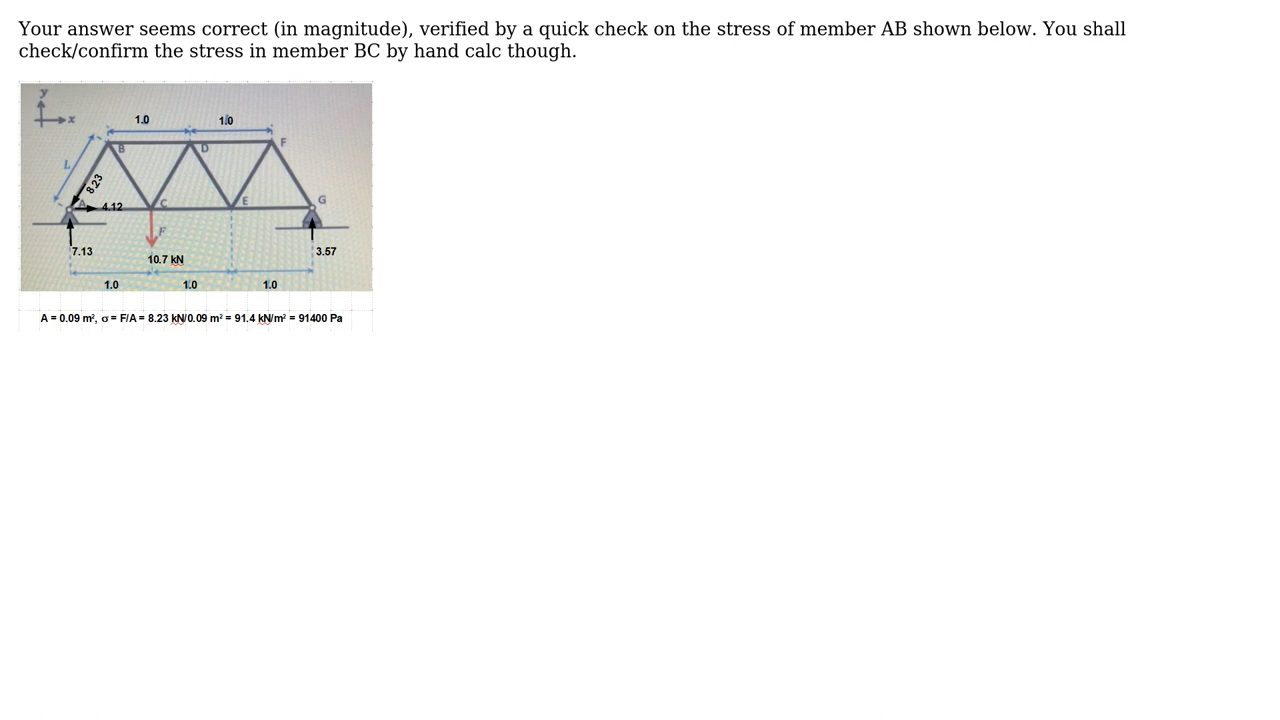 Your answer seems correct (in magnitude), verified by a quick check on the stress of member AB shown below. You shall
check/confirm the stress in member BC by hand calc though.
y
x
1.0
1.0
B
D
F
L
8.23
A
4.12
C
E
G
F
7.13
10.7 kN
3.57
1.0
1.0
1.0
A = 0.09 m², σ = F/A = 8.23 kN/0.09 m² = 91.4 kN/m² = 91400 Pa